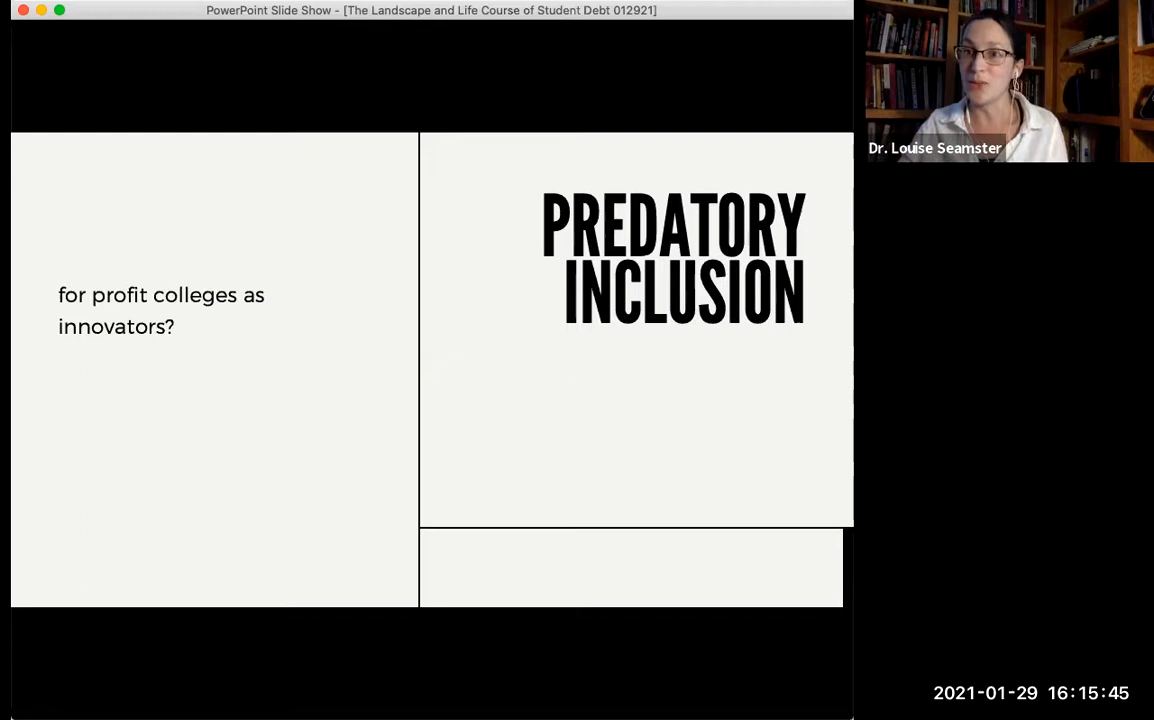 PowerPoint Slide Show - [The Landscape and Life Course of Student Debt 012921]
for profit colleges as
innovators?
PREDATORY
INCLUSION
Dr. Louise Seamster
2021-01-29 16:15:45